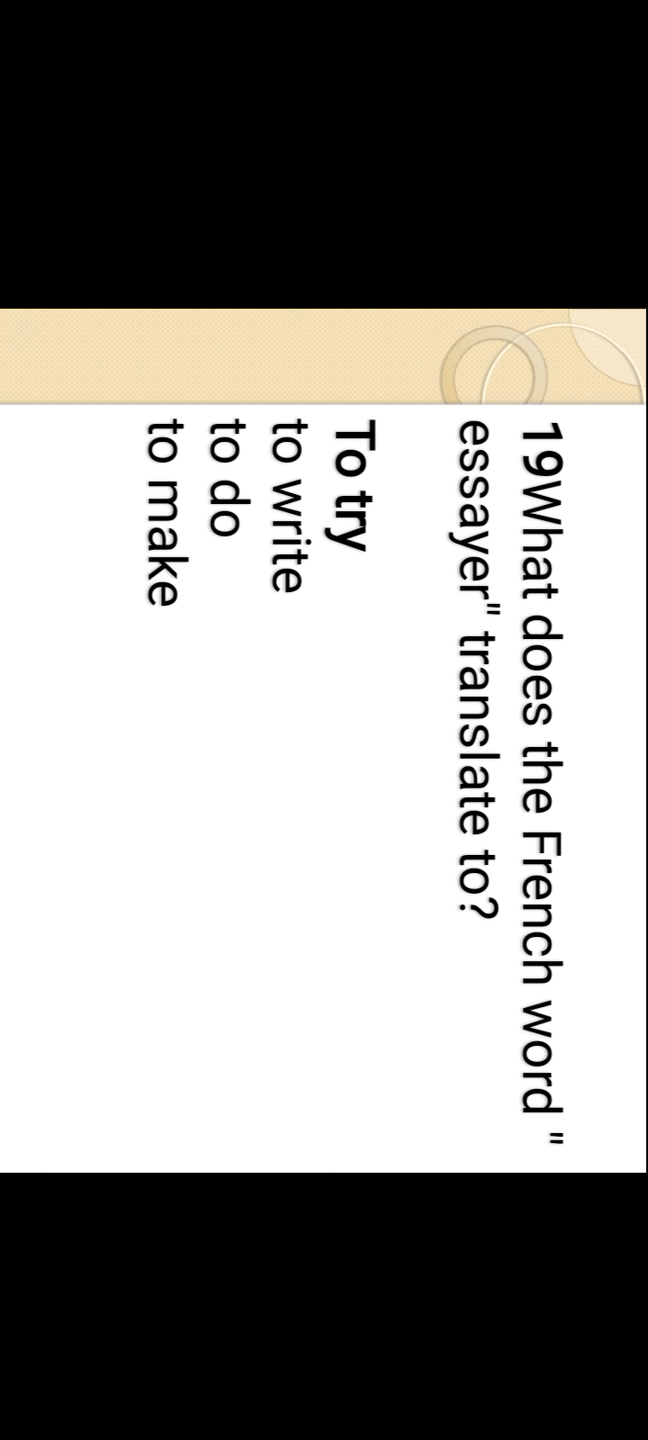 19What does the French word "
essayer" translate to?
To try
to write
to do
to make